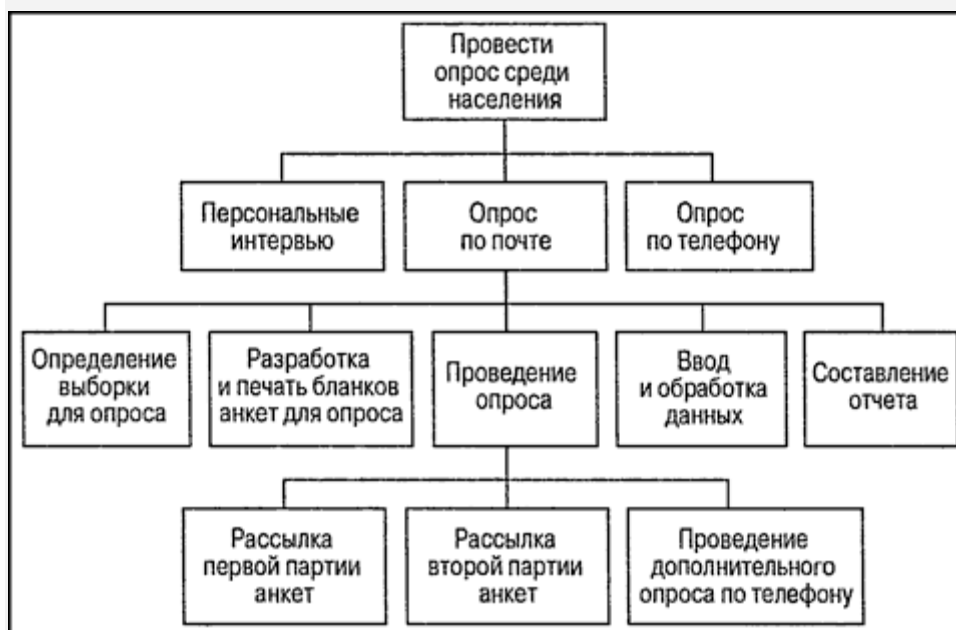 Провести
опрос среди
населения
Персональные
интервью
Опрос
по почте
Опрос
по телефону
Определение
выборки
для опроса
Разработка
и печать бланков
анкет для опроса
Проведение
опроса
Ввод
и обработка
данных
Составление
отчета
Рассылка
первой партии
анкет
Рассылка
второй партии
анкет
Проведение
дополнительного
опроса по телефону